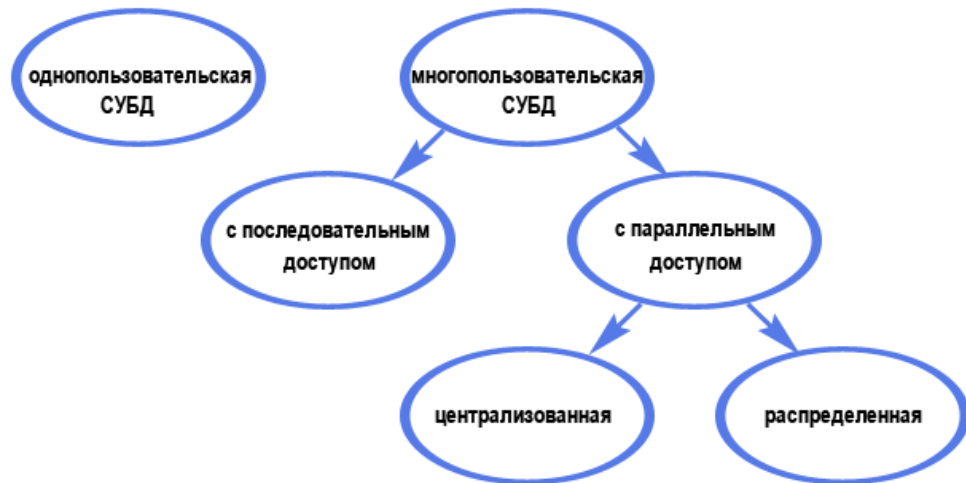 однопользовательская
СУБД
многопользовательская
СУБД
с последовательным
доступом
с параллельным
доступом
централизованная
распределенная